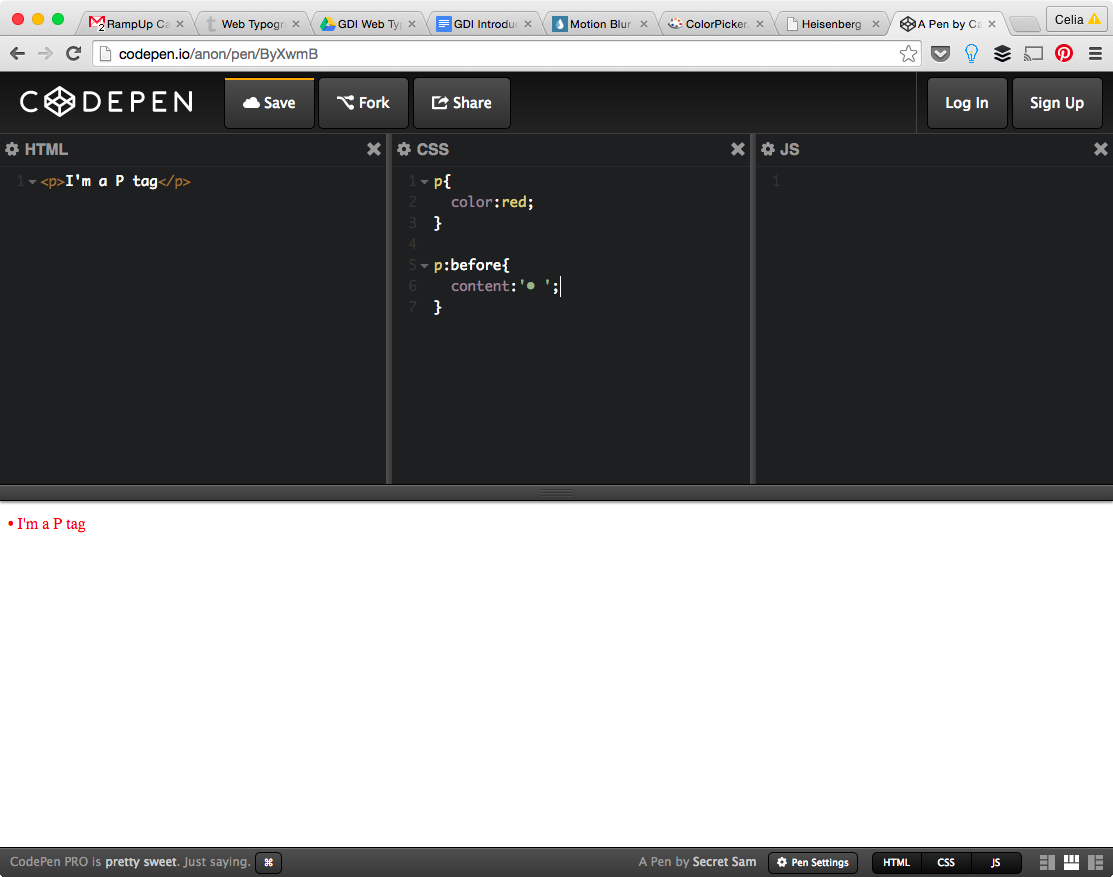 RampUp Ca
Web Typogr
GDI Web Typ
GDI Introduc
Motion Blur
ColorPicker.
Heisenberg
A Pen by Ca
Celia
codepen.io/anon/pen/ByXwmB
CODEPEN
Save
Fork
Share
Log In
Sign Up
HTML
1 <p>I'm a P tag</p>
CSS
1 p{
2 color:red;
3 }
4
5 p:before{
6 content:'• ';
7 }
JS
1
• I'm a P tag
CodePen PRO is pretty sweet. Just saying. ⌘
A Pen by Secret Sam
Pen Settings
HTML CSS JS